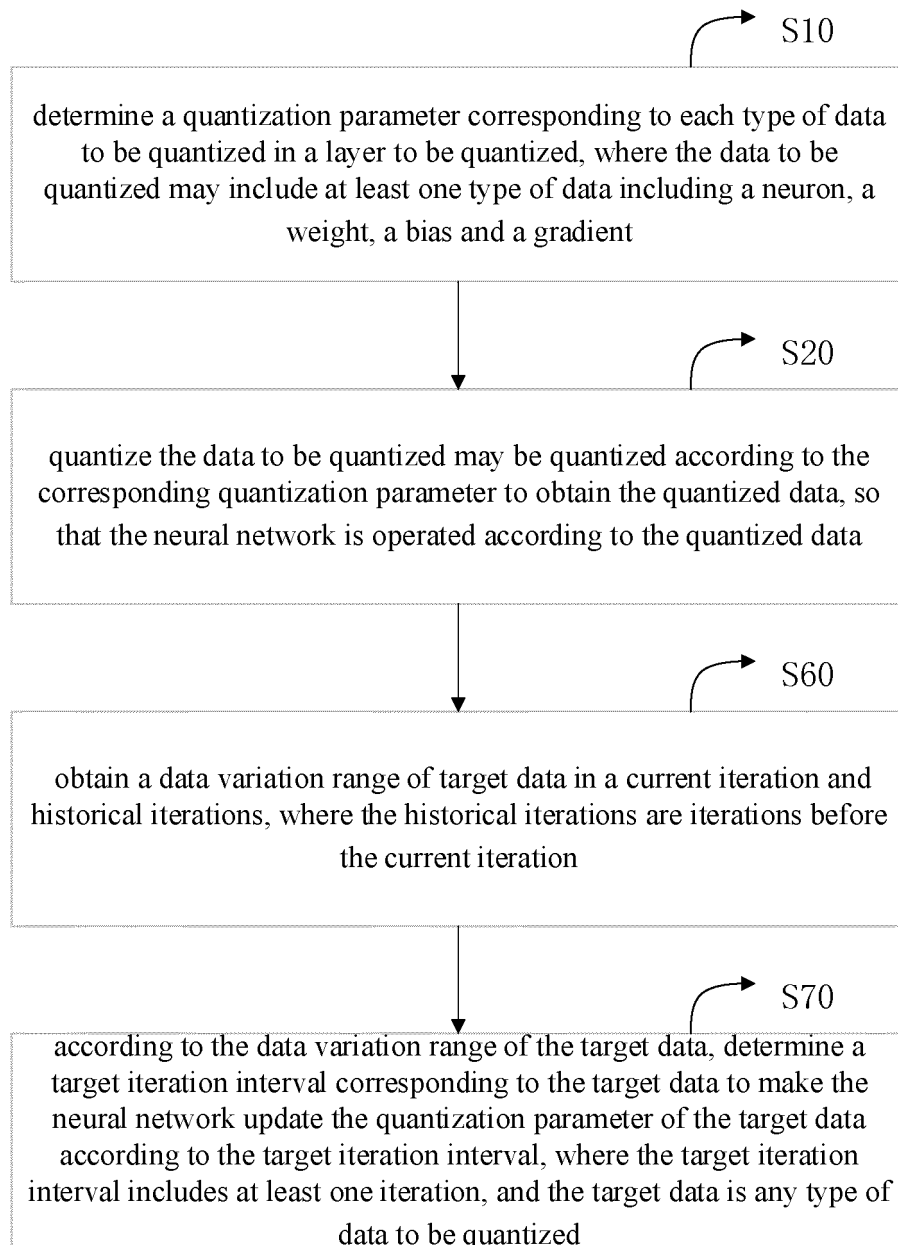 S10
determine a quantization parameter corresponding to each type of data
to be quantized in a layer to be quantized, where the data to be
quantized may include at least one type of data including a neuron, a
weight, a bias and a gradient
S20
quantize the data to be quantized may be quantized according to the
corresponding quantization parameter to obtain the quantized data, so
that the neural network is operated according to the quantized data
S60
obtain a data variation range of target data in a current iteration and
historical iterations, where the historical iterations are iterations before
the current iteration
S70
according to the data variation range of the target data, determine a
target iteration interval corresponding to the target data to make the
neural network update the quantization parameter of the target data
according to the target iteration interval, where the target iteration
interval includes at least one iteration, and the target data is any type of
data to be quantized